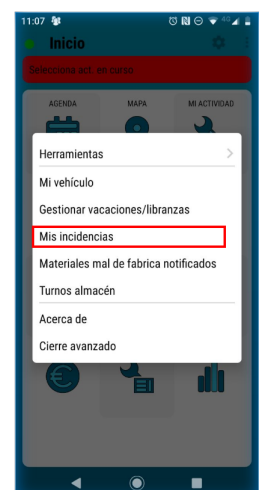 11:07
4G
Inicio
Selecciona act. en curso
AGENDA MAPA MI ACTIVIDAD
Herramientas
Mi vehículo
Gestionar vacaciones/libranzas
Mis incidencias
Materiales mal de fabrica notificados
Turnos almacén
Acerca de
Cierre avanzado